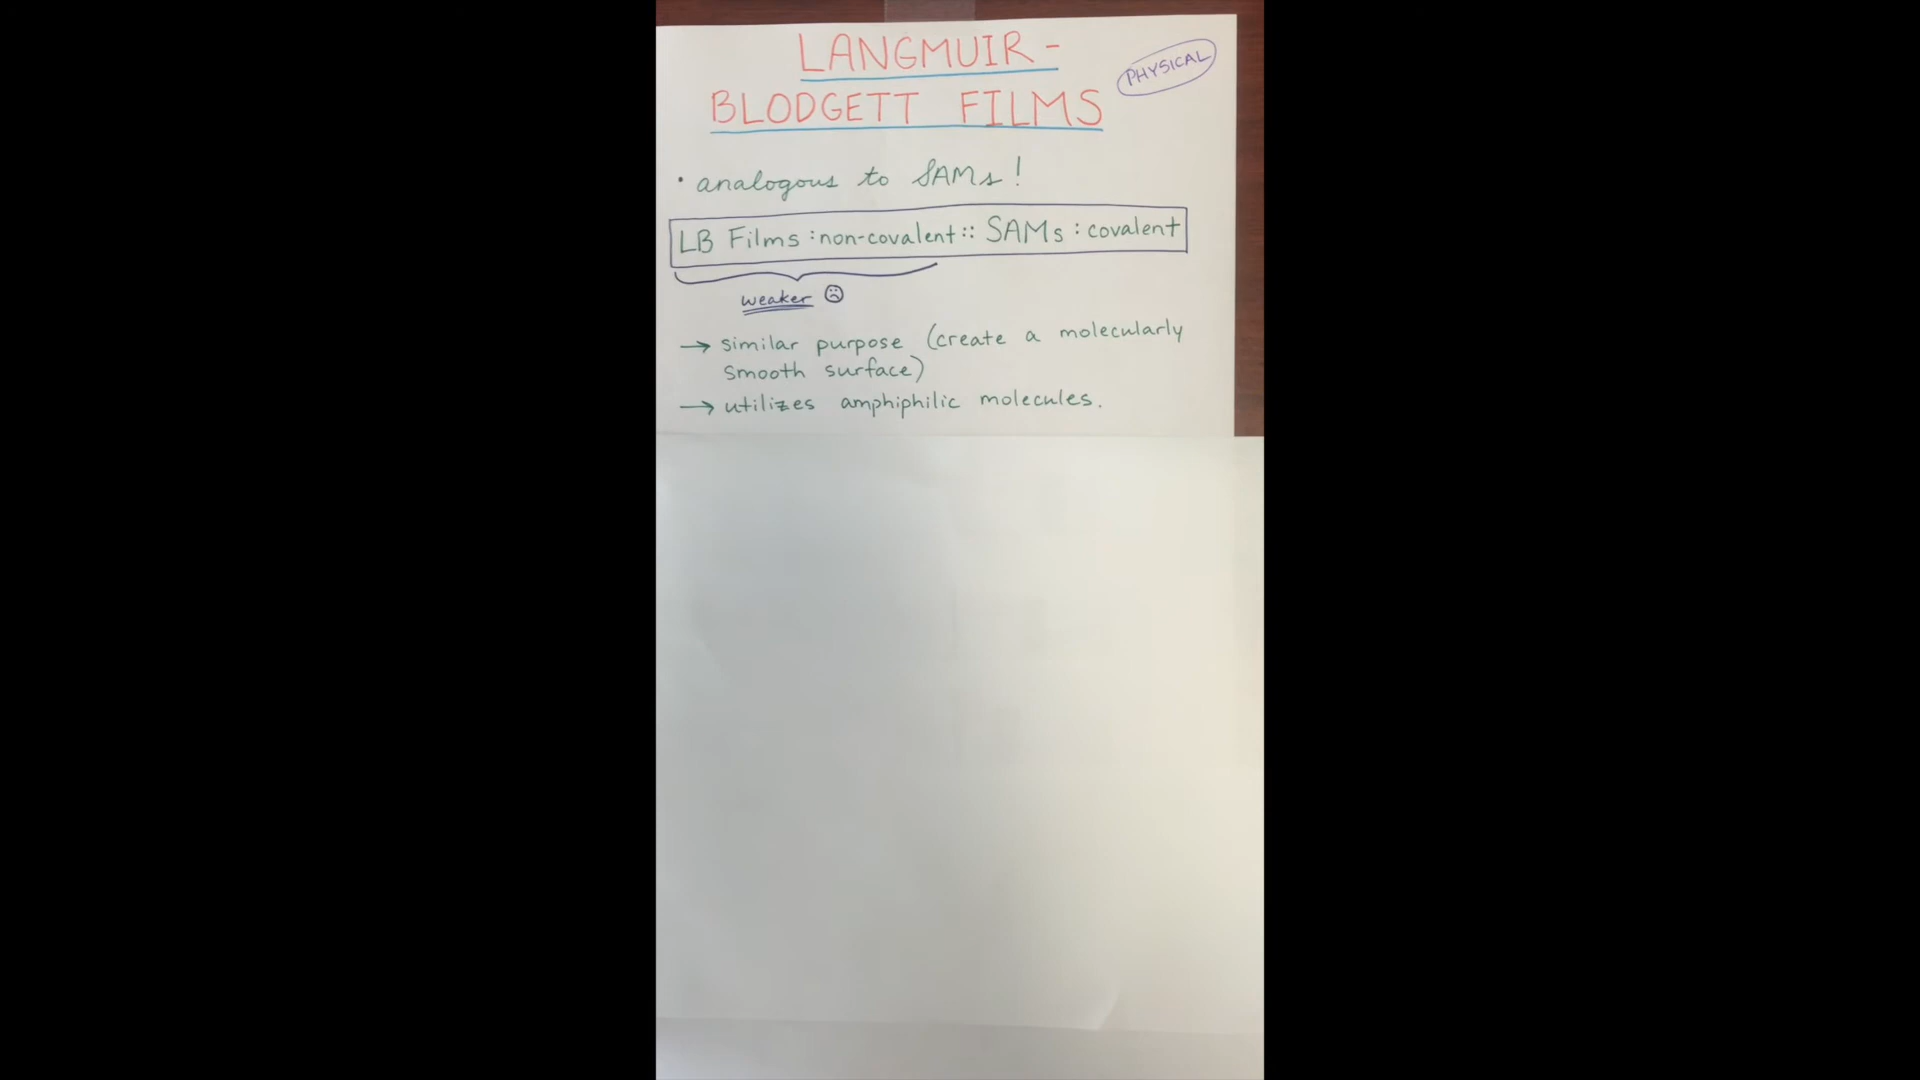 LANGMUIR-
BLODGETT FILMS
PHYSICAL
• analogous to SAMs!
LB Films : non-covalent :: SAMs : covalent
weaker ☹
→ similar purpose (create a molecularly
smooth surface)
→ utilizes amphiphilic molecules.